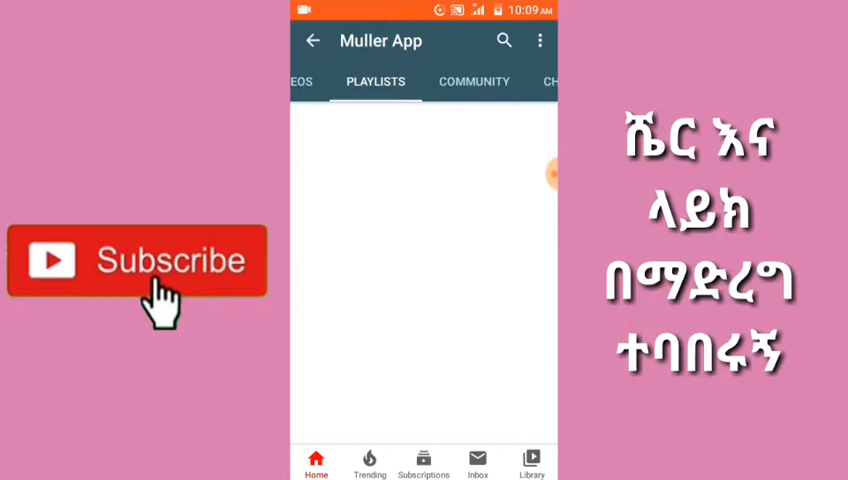 10:09 AM
Muller App
EOS PLAYLISTS COMMUNITY CH
Subscribe
ሼር እና
ላይክ
በማድረግ
ተባበሩኝ
Home Trending Subscriptions Inbox Library